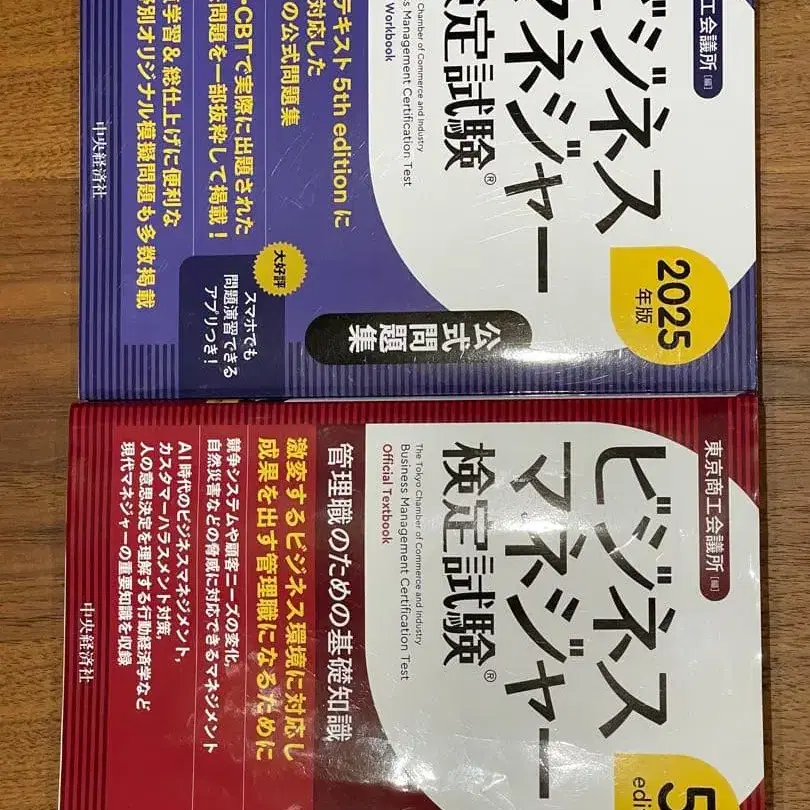 工会議所[編]
ビジネス
マネジャー
検定試験®
Chamber of Commerce and Industry
Business Management Certification Test
Workbook
2025
年版
公式問題集
テキスト 5th edition に
対応した
の公式問題集
CBTで実際に出題された
問題を一部抜粋して掲載！
学習&総仕上げに便利な
別オリジナル模擬問題も多数掲載
大好評
スマホでも
問題演習できる
アプリつき！
中央経済社
東京商工会議所[編]
ビジネス
マネジャー
検定試験®
The Tokyo Chamber of Commerce and Industry
Business Management Certification Test
Official Textbook
5
edi
管理職のための基礎知識
激変するビジネス環境に対応し
成果を出す管理職になるために
競争システムや顧客ニーズの変化,
自然災害などの脅威に対応できるマネジメント
AI時代のビジネスマネジメント,
カスタマーハラスメント対策,
人の意思決定を理解する行動経済学など
現代マネジャーの重要知識を収録
中央経済社